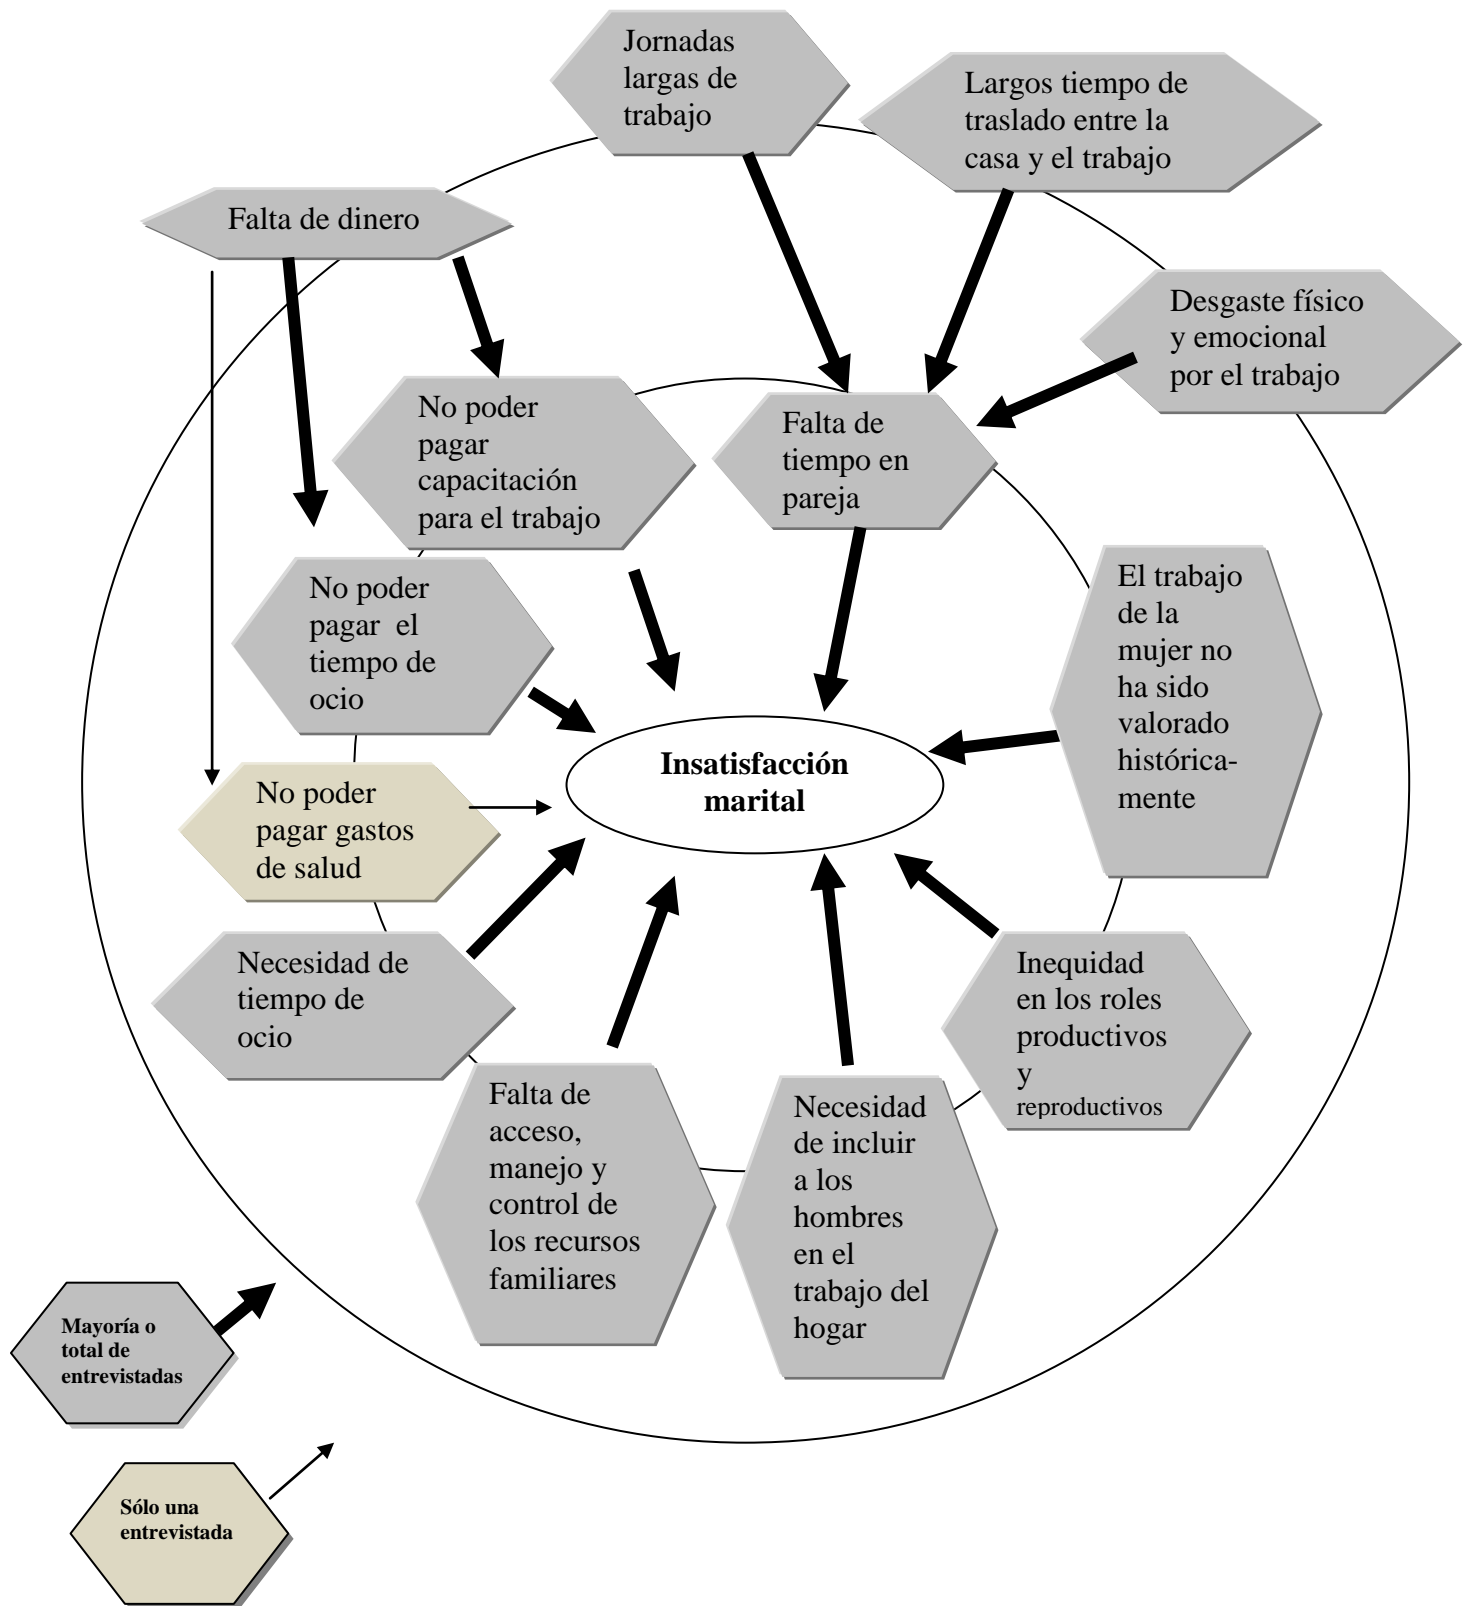 Jornadas
largas de
trabajo
Largos tiempo de
traslado entre la
casa y el trabajo
Falta de dinero
Desgaste físico
y emocional
por el trabajo
No poder
pagar
capacitación
para el trabajo
Falta de
tiempo en
pareja
No poder
pagar el
tiempo de
ocio
El trabajo
de la
mujer no
ha sido
valorado
histórica-
mente
Insatisfacción
marital
No poder
pagar gastos
de salud
Necesidad de
tiempo de
ocio
Inequidad
en los roles
productivos
y
reproductivos
Falta de
acceso,
manejo y
control de
los recursos
familiares
Necesidad
de incluir
a los
hombres
en el
trabajo del
hogar
Mayoría o
total de
entrevistadas
Sólo una
entrevistada